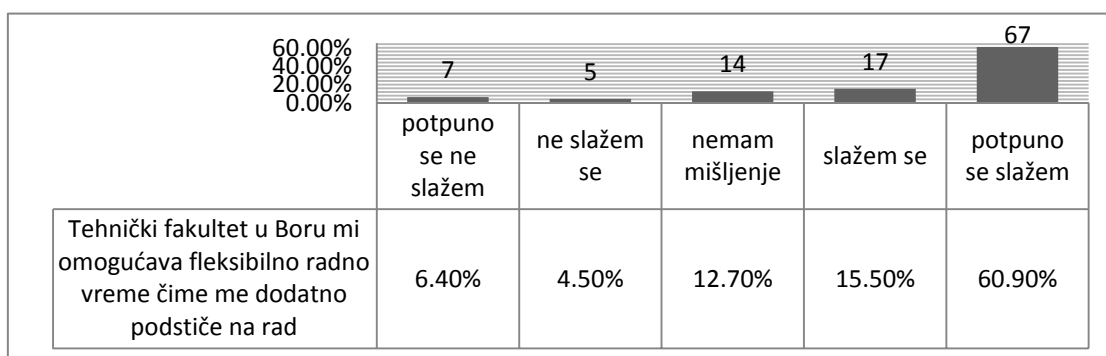 67
60.00%
40.00%
20.00%
0.00%
7
5
14
17
potpuno
se ne
slažem
ne slažem
se
nemam
mišljenje
slažem se
potpuno
se slažem
Tehnički fakultet u Boru mi
omogućava fleksibilno radno
vreme čime me dodatno
podstiče na rad
6.40%
4.50%
12.70%
15.50%
60.90%